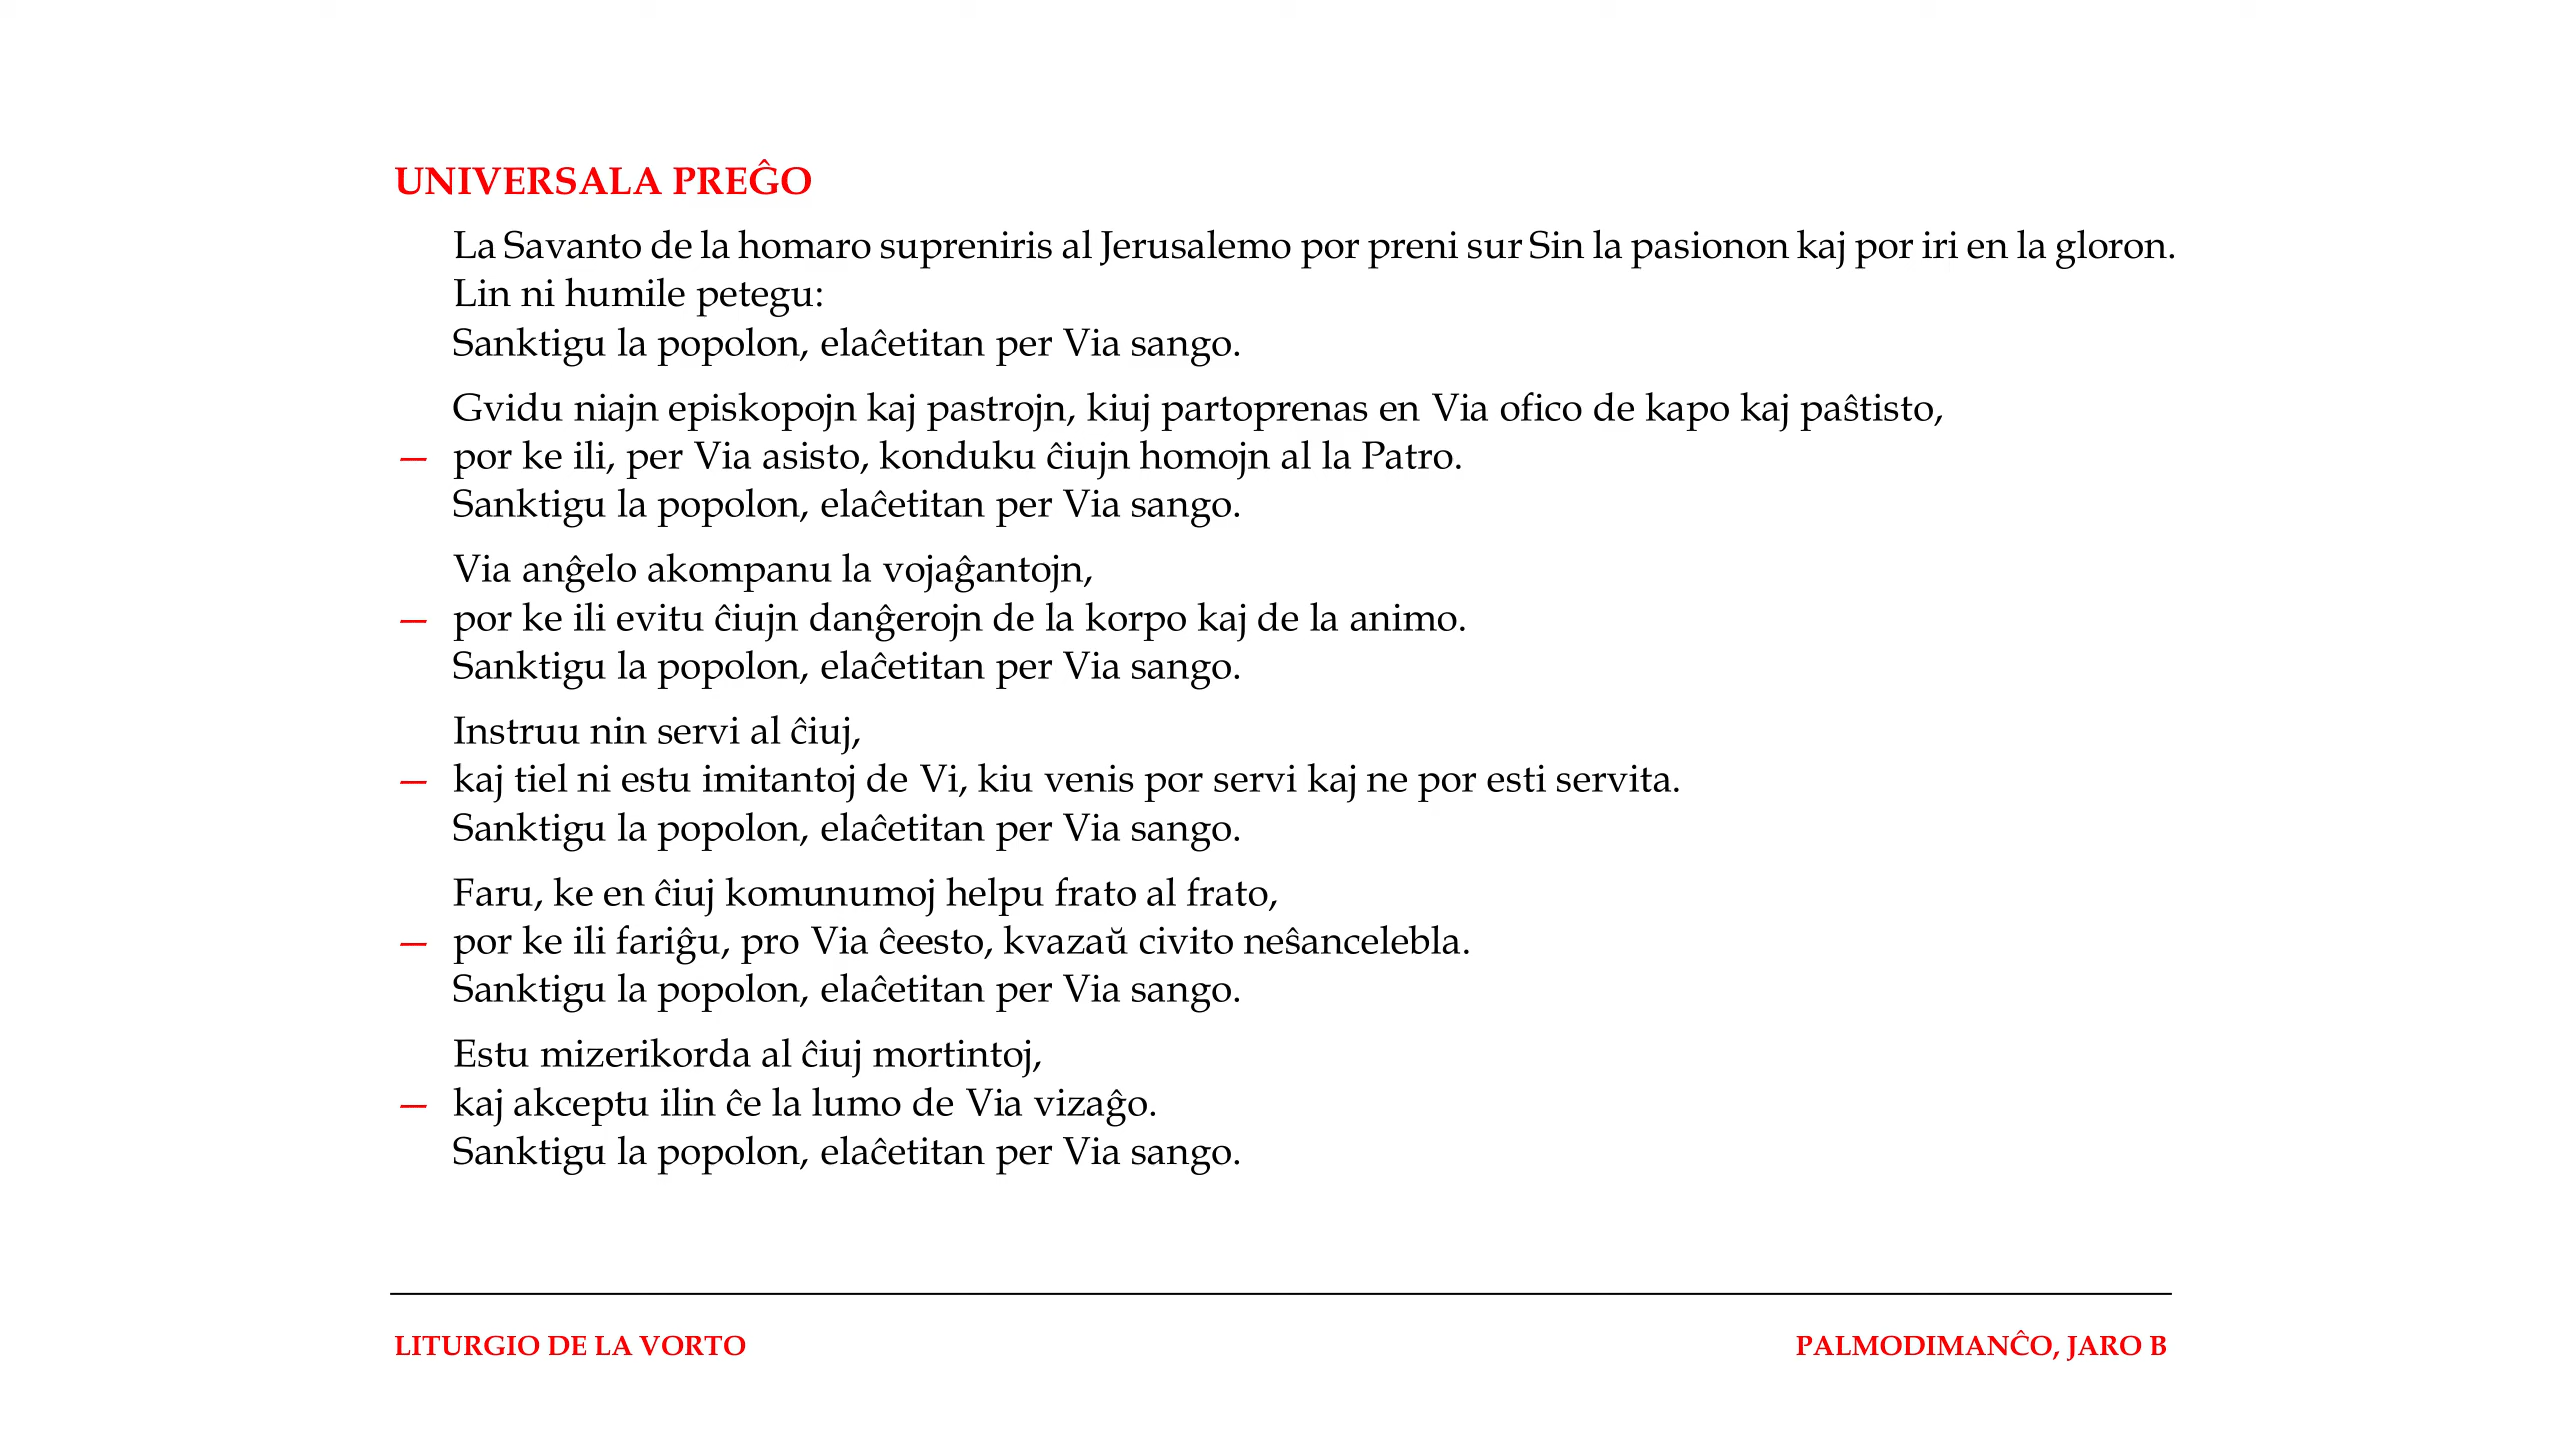 UNIVERSALA PREĜO
La Savanto de la homaro supreniris al Jerusalemo por preni sur Sin la pasionon kaj por iri en la gloron.
Lin ni humile petegu:
Sanktigu la popolon, elaĉetitan per Via sango.
Gvidu niajn episkopojn kaj pastrojn, kiuj partoprenas en Via ofico de kapo kaj paŝtisto,
— por ke ili, per Via asisto, konduku ĉiujn homojn al la Patro.
Sanktigu la popolon, elaĉetitan per Via sango.
Via anĝelo akompanu la vojaĝantojn,
— por ke ili evitu ĉiujn danĝerojn de la korpo kaj de la animo.
Sanktigu la popolon, elaĉetitan per Via sango.
Instruu nin servi al ĉiuj,
— kaj tiel ni estu imitantoj de Vi, kiu venis por servi kaj ne por esti servita.
Sanktigu la popolon, elaĉetitan per Via sango.
Faru, ke en ĉiuj komunumoj helpu frato al frato,
— por ke ili fariĝu, pro Via ĉeesto, kvazaŭ civito neŝancelebla.
Sanktigu la popolon, elaĉetitan per Via sango.
Estu mizerikorda al ĉiuj mortintoj,
— kaj akceptu ilin ĉe la lumo de Via vizaĝo.
Sanktigu la popolon, elaĉetitan per Via sango.
LITURGIO DE LA VORTO
PALMODIMANĈO, JARO B